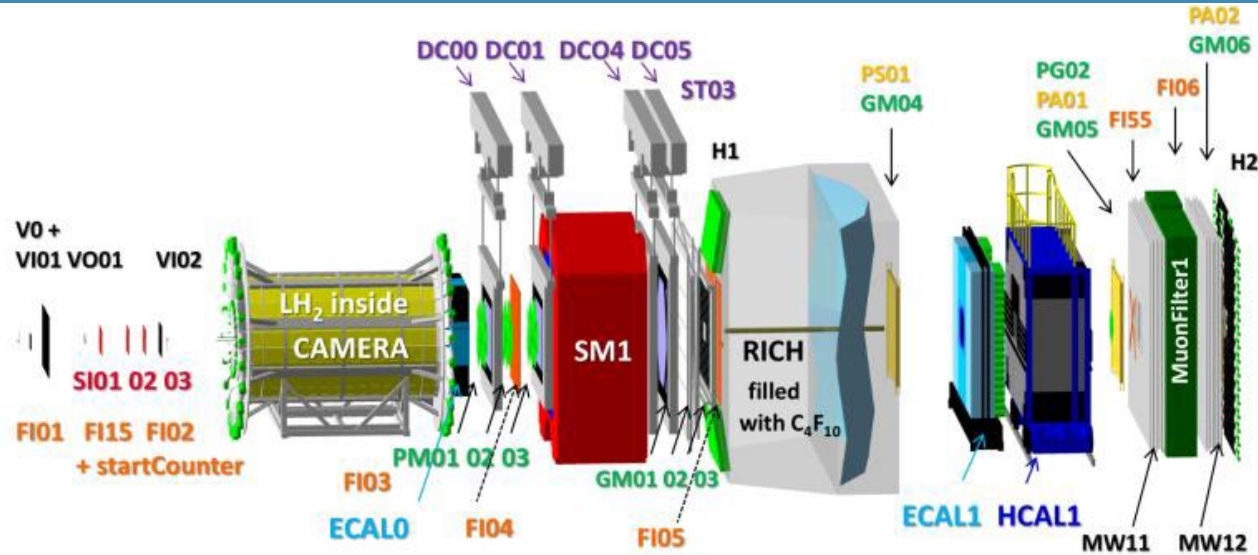 PA02
GM06
DC00 DC01 DCO4 DC05
ST03
PS01
GM04
PG02
PA01
GM05
FI55
FI06
H1
H2
V0 +
VI01 VO01 VI02
LH2 inside
CAMERA
SM1
RICH
filled
with C4F10
MuonFilter1
SI01 02 03
FI01 FI15 FI02
+ startCounter
FI03
ECAL0
PM01 02 03
FI04
GM01 02 03
FI05
ECAL1 HCAL1
MW11 MW12